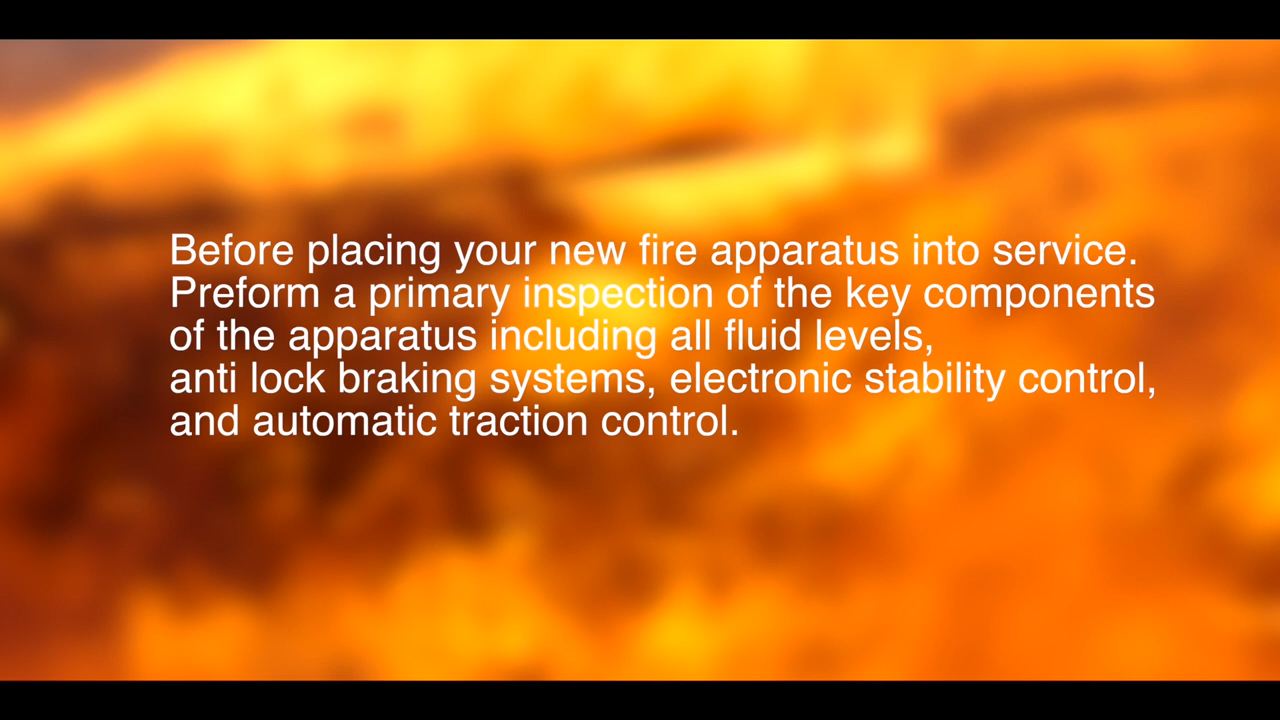 Before placing your new fire apparatus into service.
Preform a primary inspection of the key components
of the apparatus including all fluid levels,
anti lock braking systems, electronic stability control,
and automatic traction control.